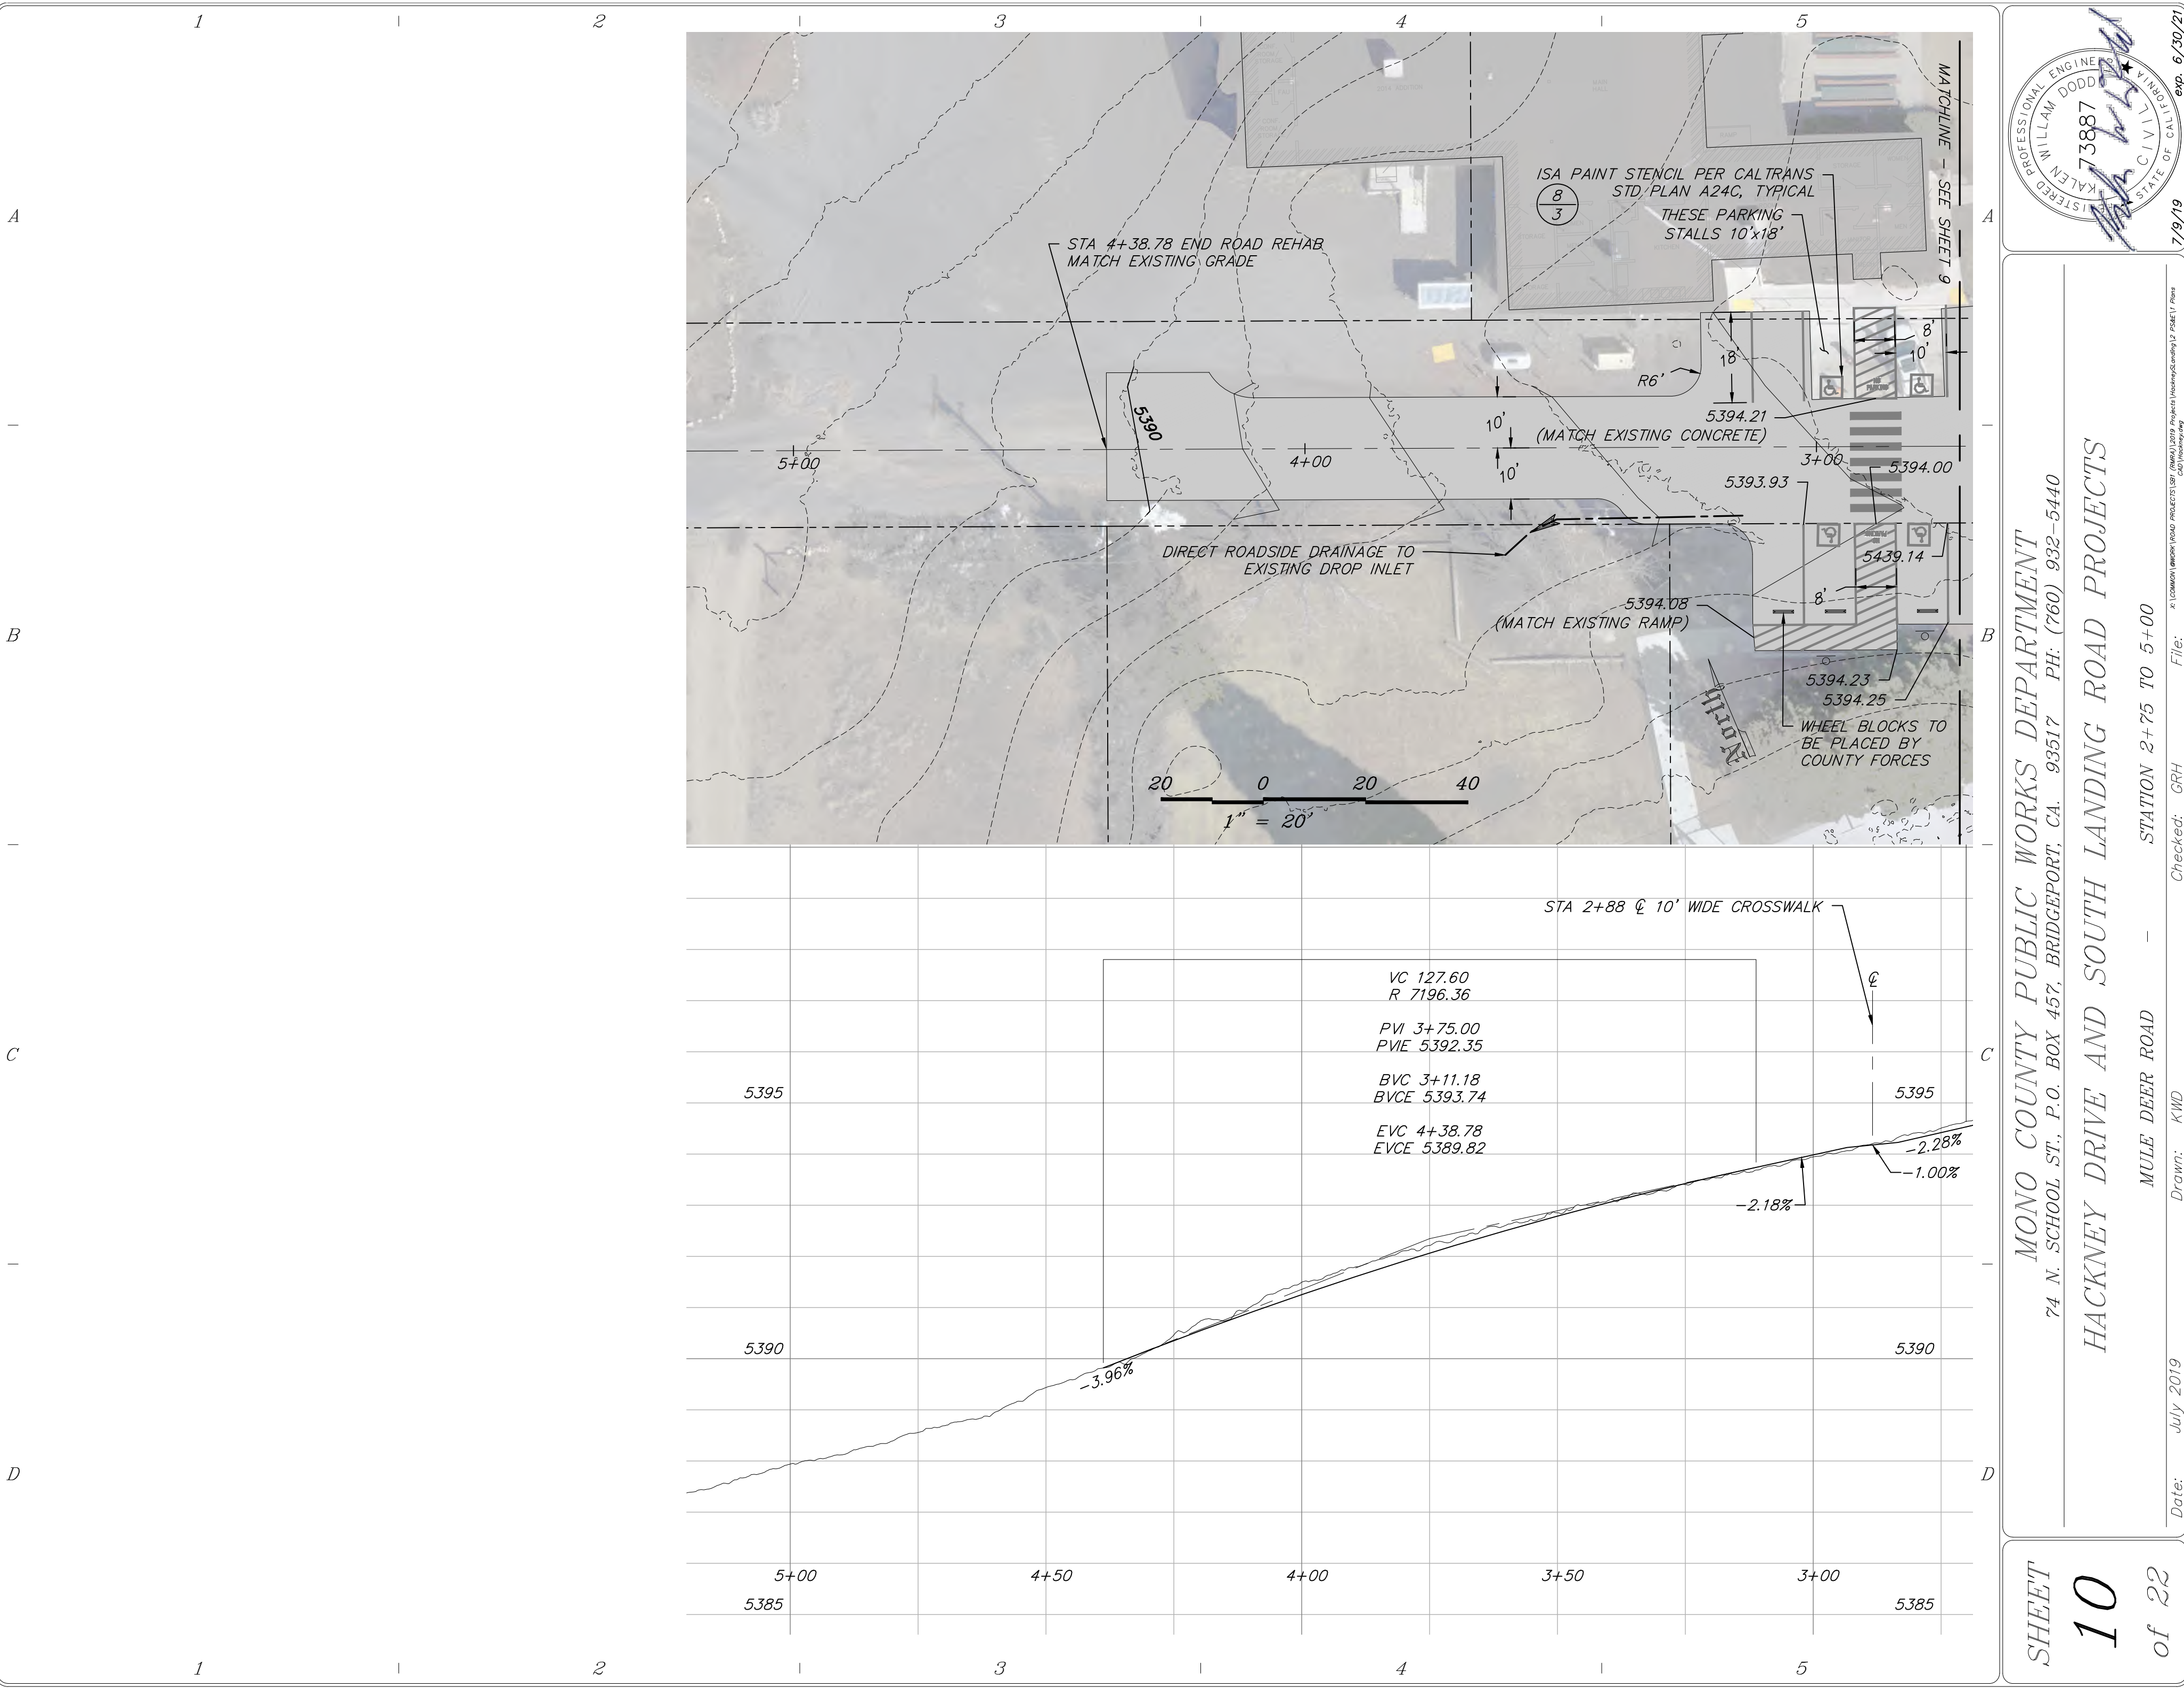 1 2 3 4 5
A
B
C
D
MATCHLINE - SEE SHEET 9
ISA PAINT STENCIL PER CALTRANS
STD PLAN A24C, TYPICAL
8
3
THESE PARKING
STALLS 10'x18'
STA 4+38.78 END ROAD REHAB
MATCH EXISTING GRADE
8'
10'
18'
R6'
NO
PARKING
5394.21
(MATCH EXISTING CONCRETE)
10'
10'
5390
5+00
4+00
3+00
5394.00
5393.93
NO
PARKING
5439.14
DIRECT ROADSIDE DRAINAGE TO
EXISTING DROP INLET
8'
5394.08
(MATCH EXISTING RAMP)
5394.23
5394.25
North
WHEEL BLOCKS TO
BE PLACED BY
COUNTY FORCES
20 0 20 40
1" = 20'
STA 2+88 ℄ 10' WIDE CROSSWALK
℄
VC 127.60
R 7196.36
PVI 3+75.00
PVIE 5392.35
BVC 3+11.18
BVCE 5393.74
EVC 4+38.78
EVCE 5389.82
5395 5395
-2.28%
-1.00%
-2.18%
5390 5390
-3.96%
5+00 4+50 4+00 3+50 3+00
5385 5385
A
B
C
D
1 2 3 4 5
REGISTERED PROFESSIONAL ENGINEER
KALEN WILLIAM DODD
73887
CIVIL
STATE OF CALIFORNIA
7/9/19 exp. 6/30/21
MONO COUNTY PUBLIC WORKS DEPARTMENT
74 N. SCHOOL ST., P.O. BOX 457, BRIDGEPORT, CA. 93517 PH: (760) 932-5440
HACKNEY DRIVE AND SOUTH LANDING ROAD PROJECTS
MULE DEER ROAD - STATION 2+75 TO 5+00
Date: July 2019 Drawn: KWD Checked: GRH File:
SHEET
10
of 22